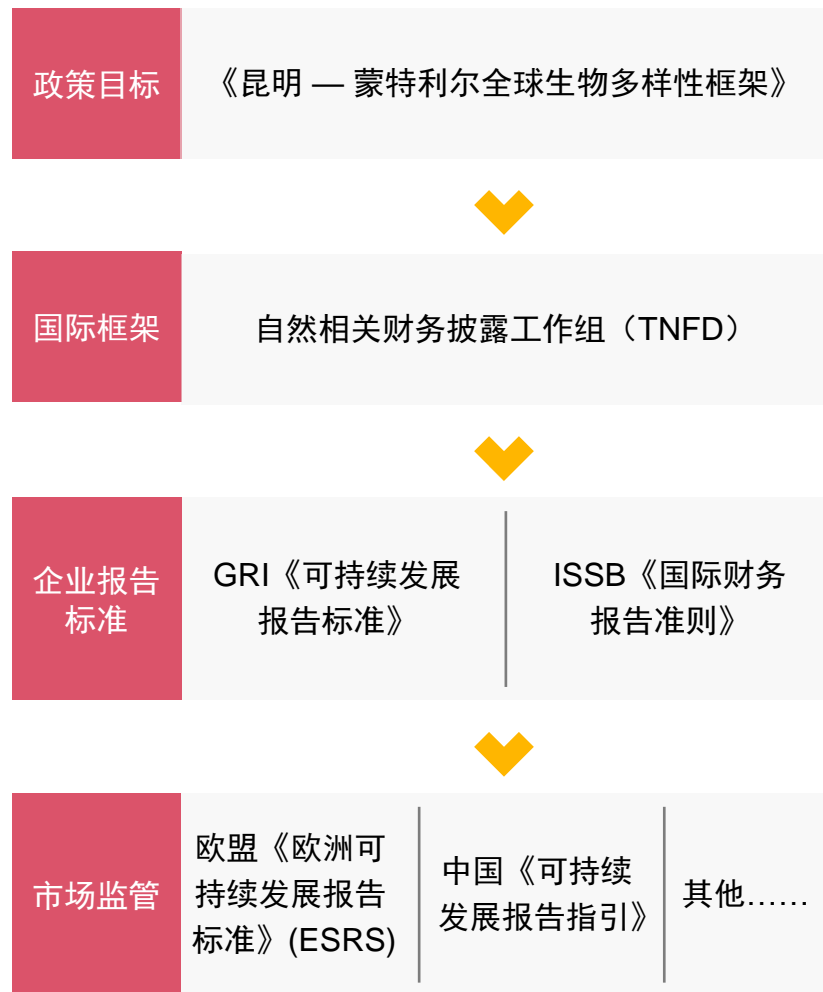 政策目标
《昆明 — 蒙特利尔全球生物多样性框架》
国际框架
自然相关财务披露工作组（TNFD）
企业报告
标准
GRI《可持续发展
报告标准》
ISSB《国际财务
报告准则》
市场监管
欧盟《欧洲可
持续发展报告
标准》(ESRS)
中国《可持续
发展报告指引》
其他……